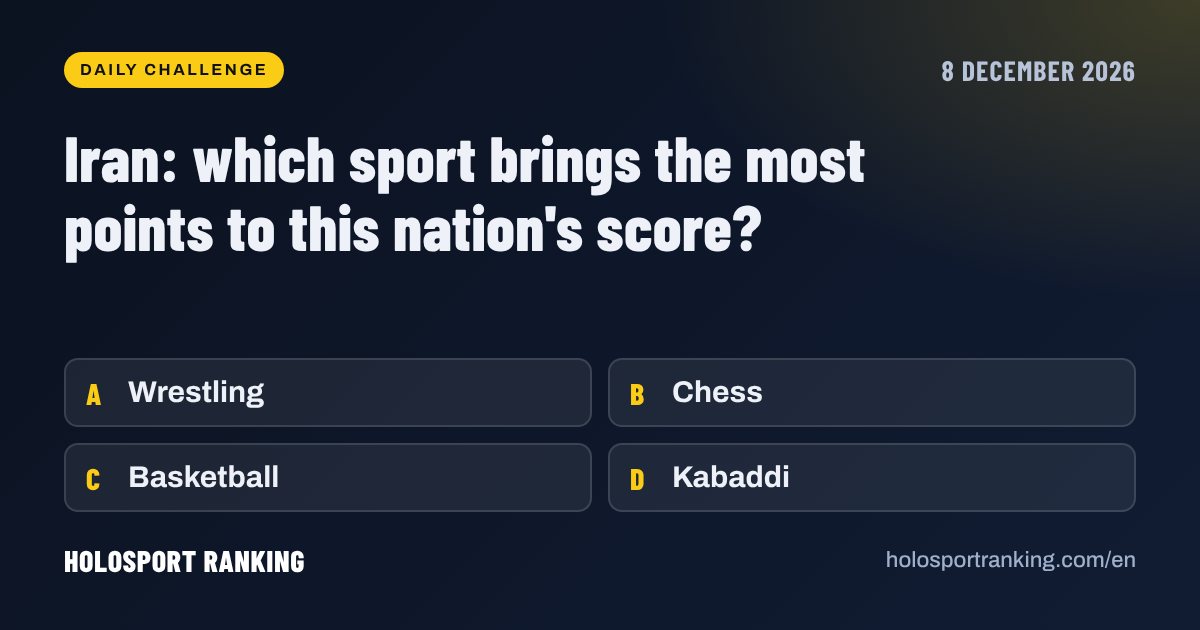 DAILY CHALLENGE
8 DECEMBER 2026
Iran: which sport brings the most
points to this nation's score?
A Wrestling
B Chess
C Basketball
D Kabaddi
HOLOSPORT RANKING
holosportranking.com/en